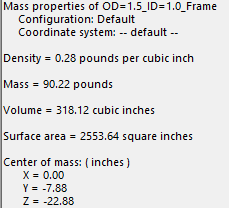 Mass properties of OD=1.5_ID=1.0_Frame
Configuration: Default
Coordinate system: -- default --
Density = 0.28 pounds per cubic inch
Mass = 90.22 pounds
Volume = 318.12 cubic inches
Surface area = 2553.64 square inches
Center of mass: ( inches )
X = 0.00
Y = -7.88
Z = -22.88